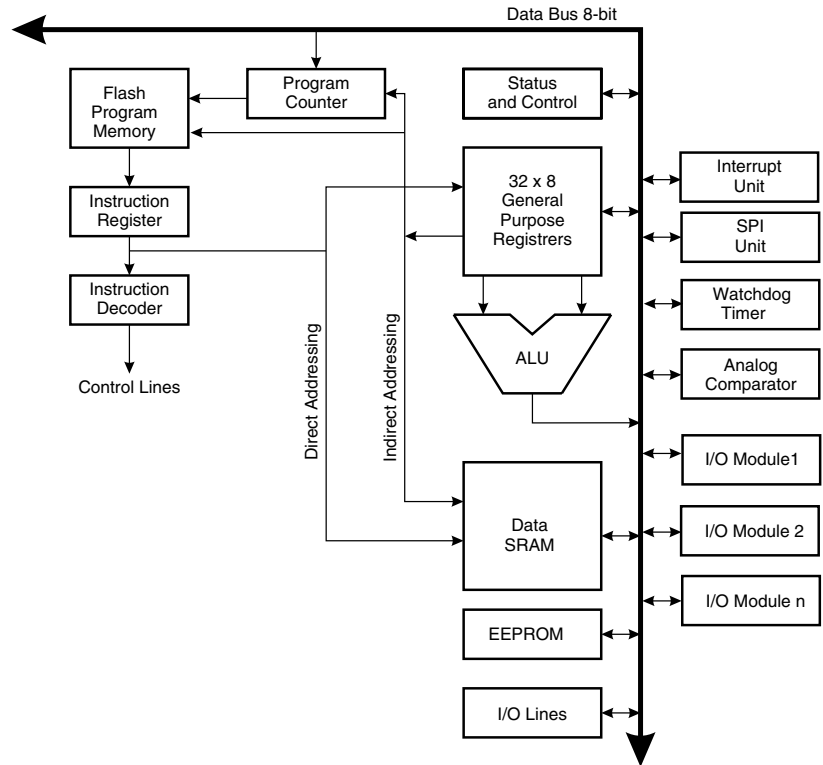 Data Bus 8-bit
Flash
Program
Memory
Program
Counter
Status
and Control
Instruction
Register
32 x 8
General
Purpose
Registrers
Interrupt
Unit
SPI
Unit
Instruction
Decoder
Watchdog
Timer
ALU
Analog
Comparator
Control Lines
Direct Addressing
Indirect Addressing
I/O Module1
Data
SRAM
I/O Module 2
I/O Module n
EEPROM
I/O Lines